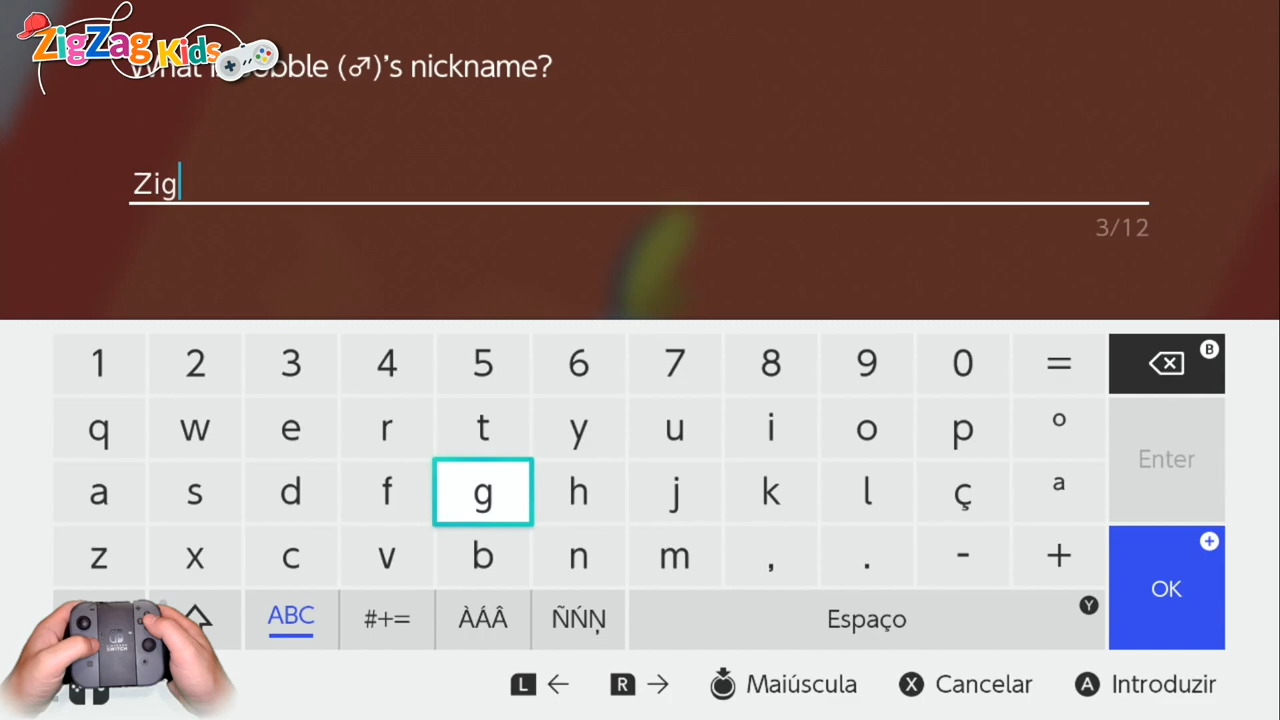 ZigZag Kids
What i bble (♂)'s nickname?
Zig
3/12
1 2 3 4 5 6 7 8 9 0 = B
q w e r t y u i o p º Enter
a s d f g h j k l ç ª
z x c v b n m , . - + OK
ABC #+= ÀÁÂ ÑŃŅ Espaço Y
L ← R → Maiúscula X Cancelar A Introduzir